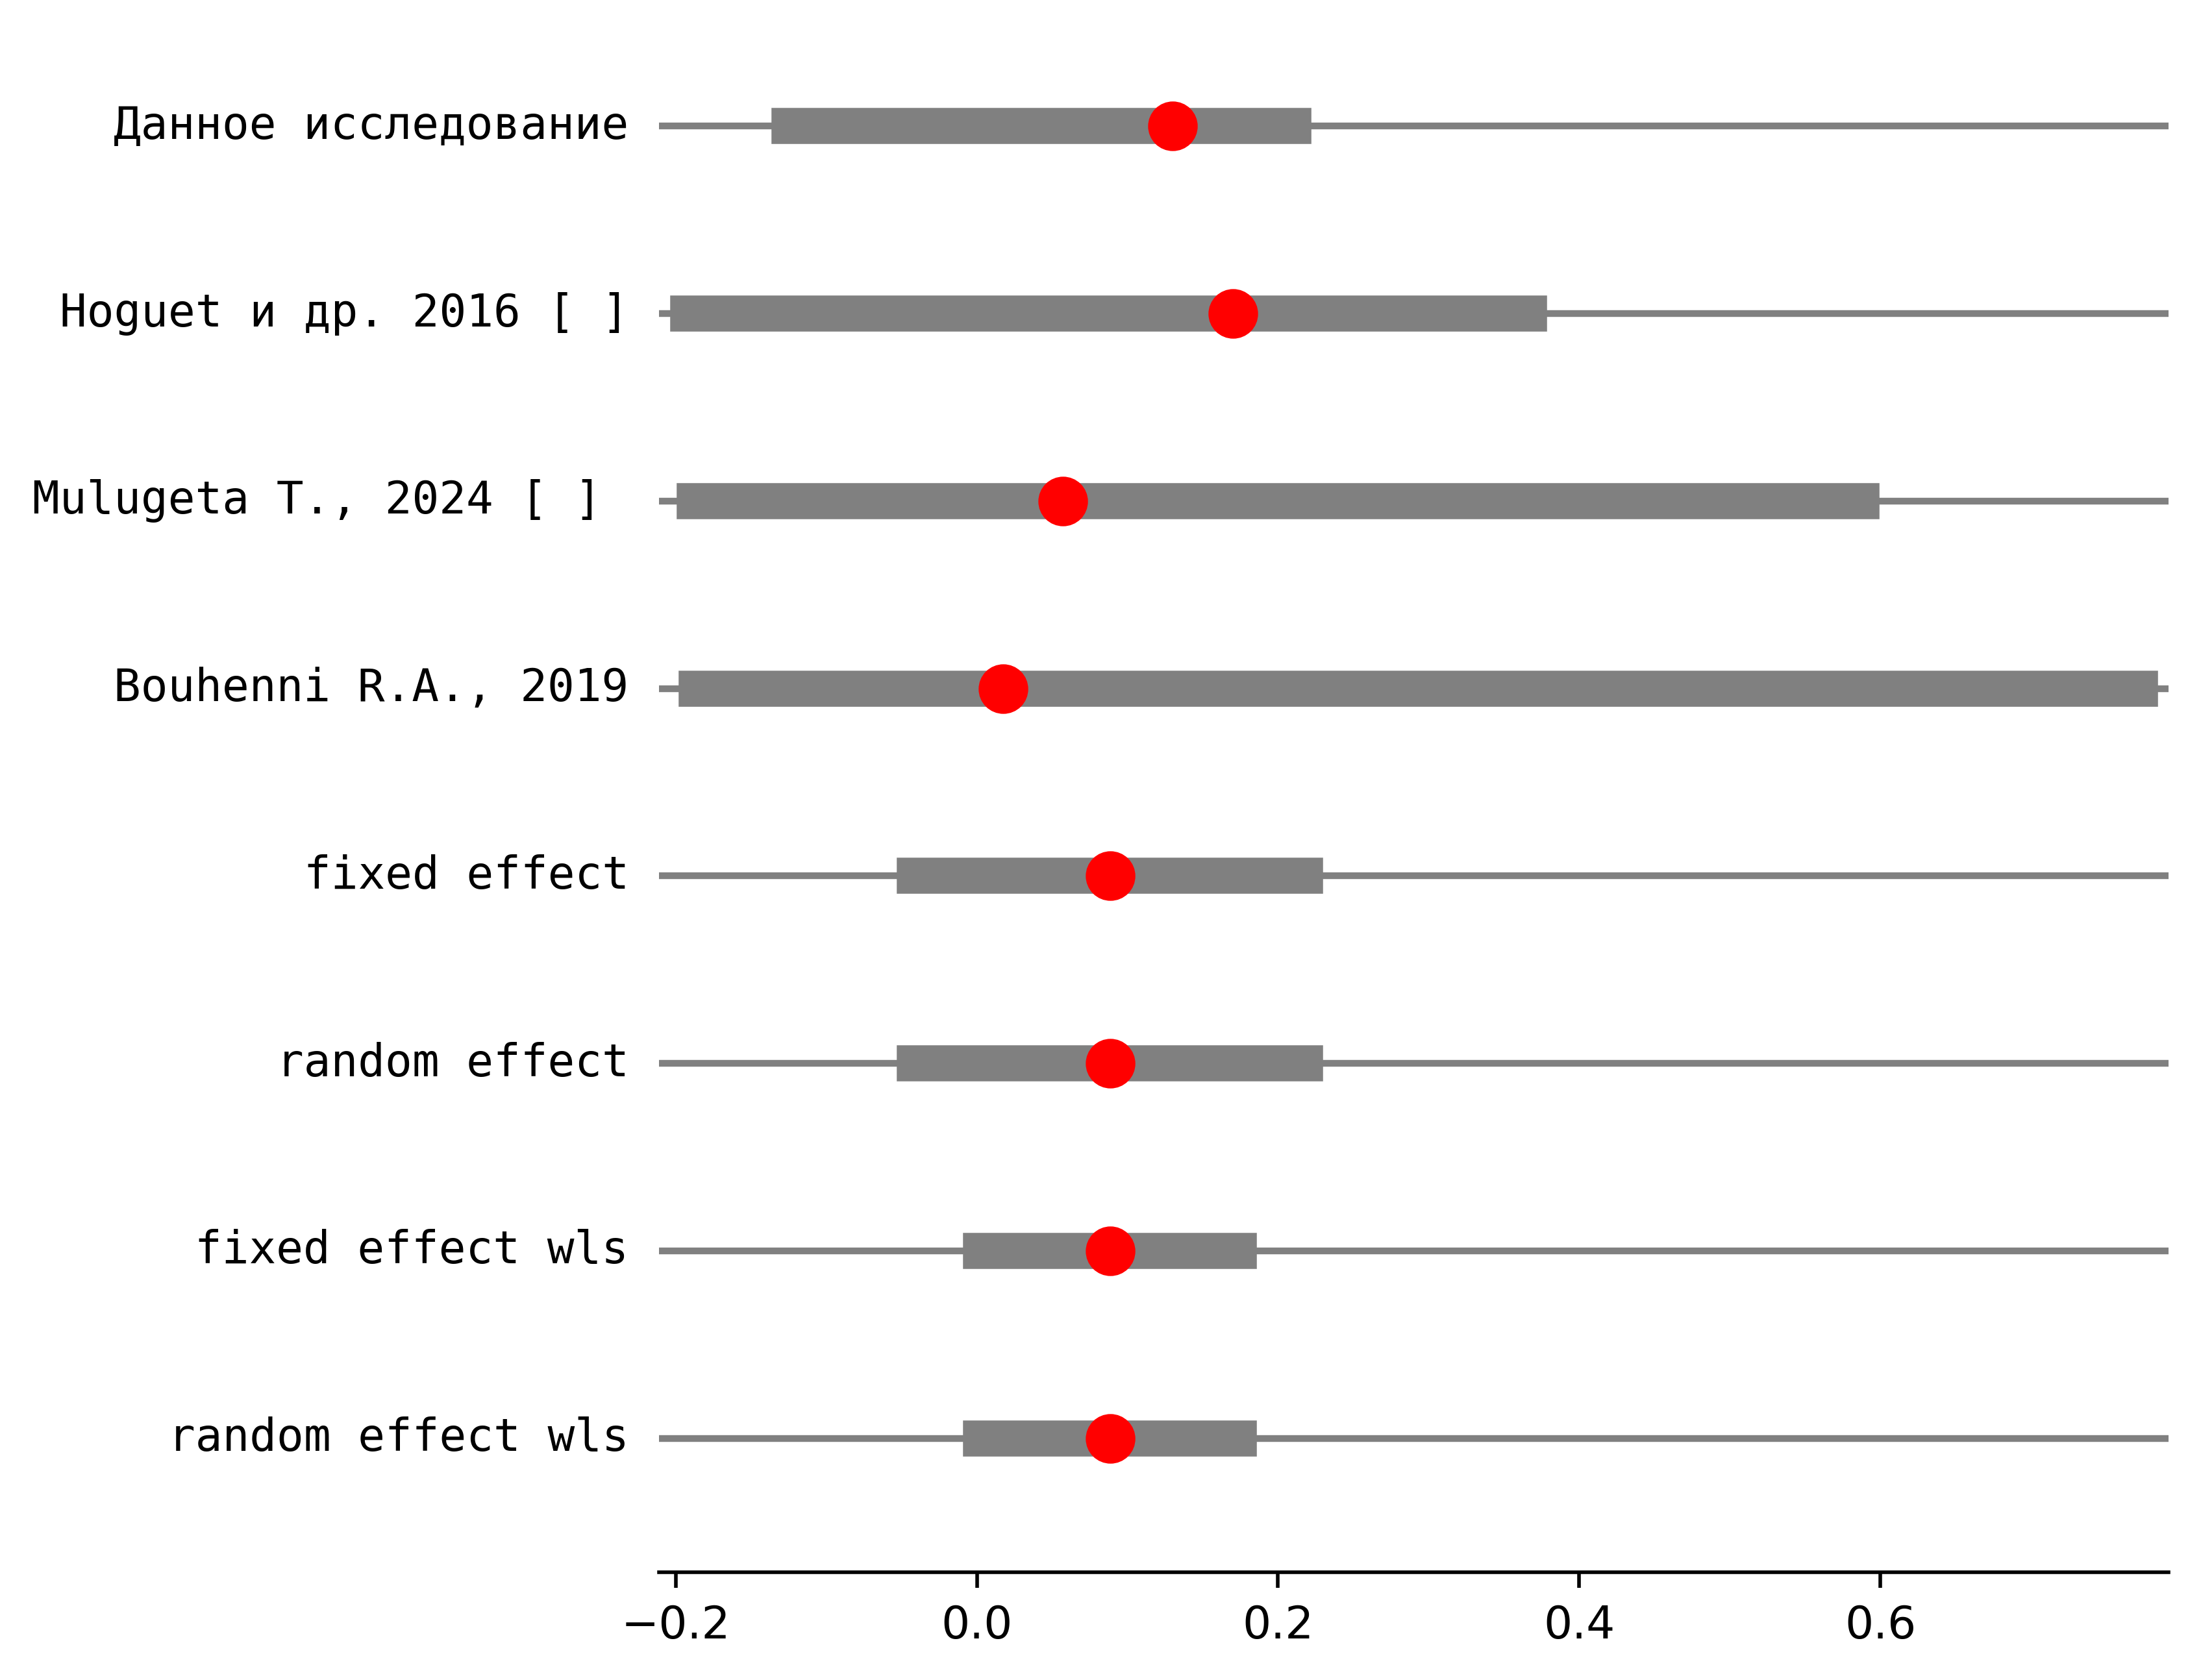 Данное исследование
Hoguet и др. 2016 [ ]
Mulugeta T., 2024 [ ]
Bouhenni R.A., 2019
fixed effect
random effect
fixed effect wls
random effect wls
−0.2 0.0 0.2 0.4 0.6